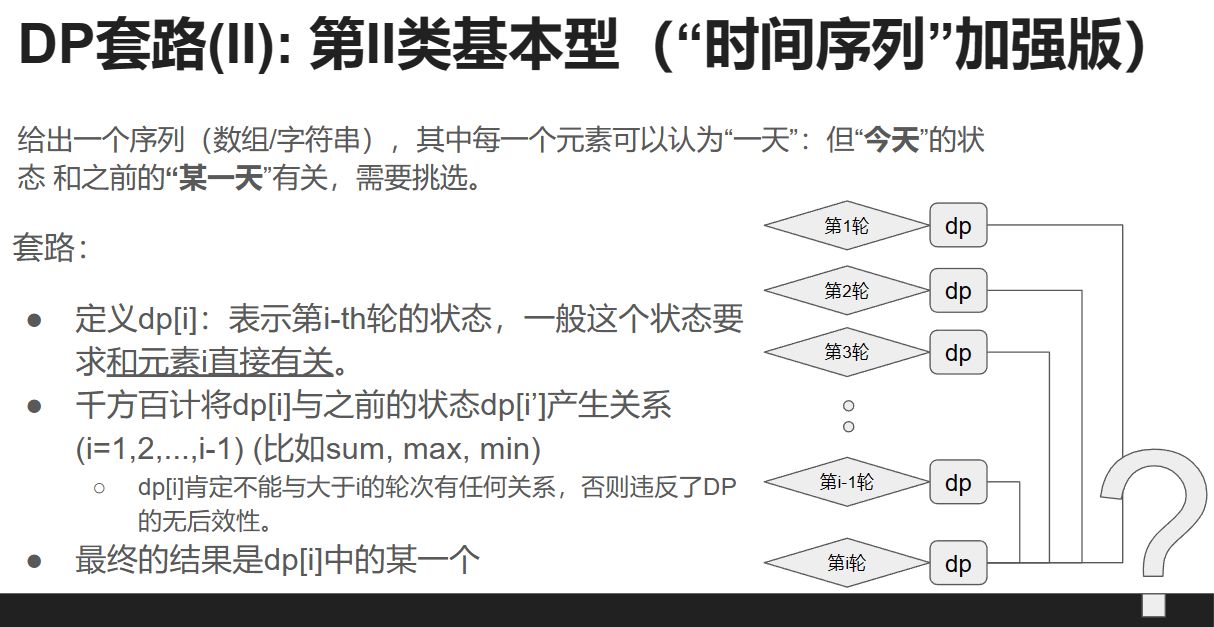 DP套路(II): 第II类基本型（“时间序列”加强版）
给出一个序列（数组/字符串），其中每一个元素可以认为“一天”：但“今天”的状
态 和之前的“某一天”有关，需要挑选。
套路：
● 定义dp[i]：表示第i-th轮的状态，一般这个状态要
求和元素i直接有关。
● 千方百计将dp[i]与之前的状态dp[i’]产生关系
(i=1,2,...,i-1) (比如sum, max, min)
○ dp[i]肯定不能与大于i的轮次有任何关系，否则违反了DP
的无后效性。
● 最终的结果是dp[i]中的某一个
第1轮 dp
第2轮 dp
第3轮 dp
第i-1轮 dp
第i轮 dp
?